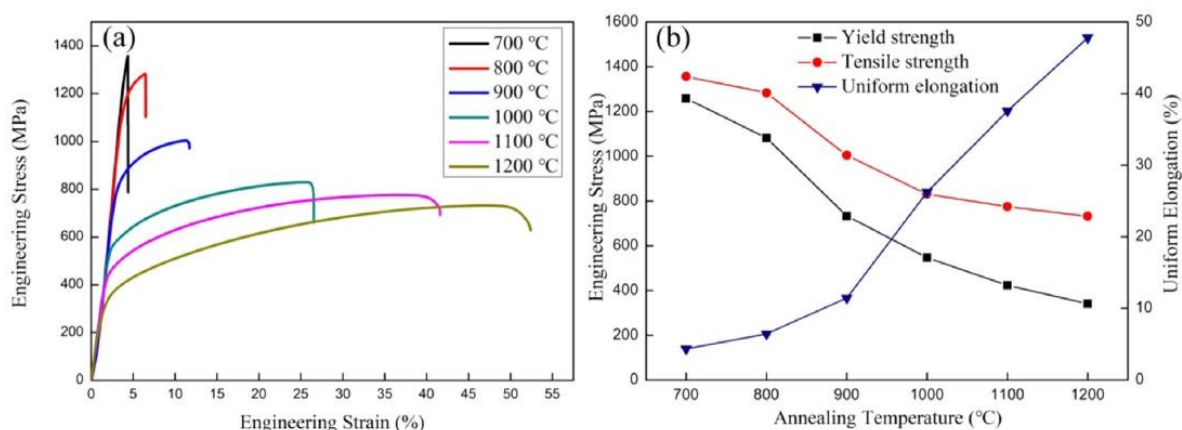 (a)
700 °C
800 °C
900 °C
1000 °C
1100 °C
1200 °C
1400
1200
1000
800
600
400
200
0
Engineering Stress (MPa)
0 5 10 15 20 25 30 35 40 45 50 55
Engineering Strain (%)
(b)
Yield strength
Tensile strength
Uniform elongation
1600
1400
1200
1000
800
600
400
200
0
Engineering Stress (MPa)
50
40
30
20
10
0
Uniform Elongation (%)
700 800 900 1000 1100 1200
Annealing Temperature (℃)